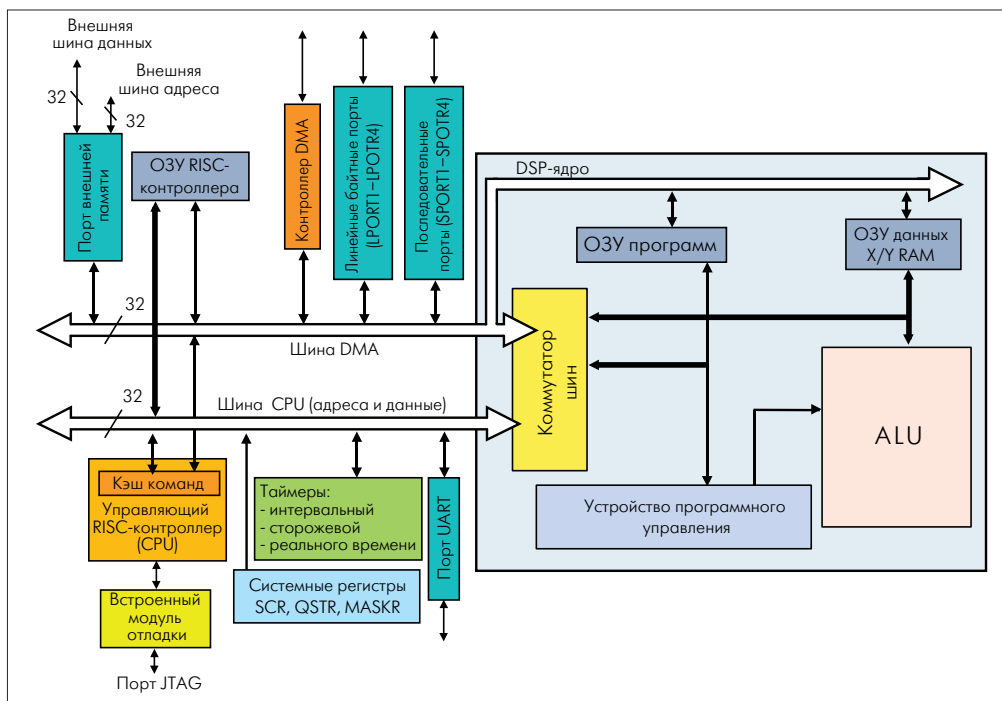 Внешняя
шина данных
Внешняя
шина адреса
32
32
Порт внешней
памяти
ОЗУ RISC-
контроллера
Контроллер DMA
Линейные байтные порты
(LPORT1–LPOTR4)
Последовательные
порты (SPORT1–SPOTR4)
DSP-ядро
ОЗУ программ
ОЗУ данных
X/Y RAM
32
Шина DMA
Коммутатор
шин
32
Шина CPU (адреса и данные)
ALU
Кэш команд
Управляющий
RISC-контроллер
(CPU)
Таймеры:
- интервальный
- сторожевой
- реального времени
Порт UART
Устройство программного
управления
Системные регистры
SCR, QSTR, MASKR
Встроенный
модуль
отладки
Порт JTAG